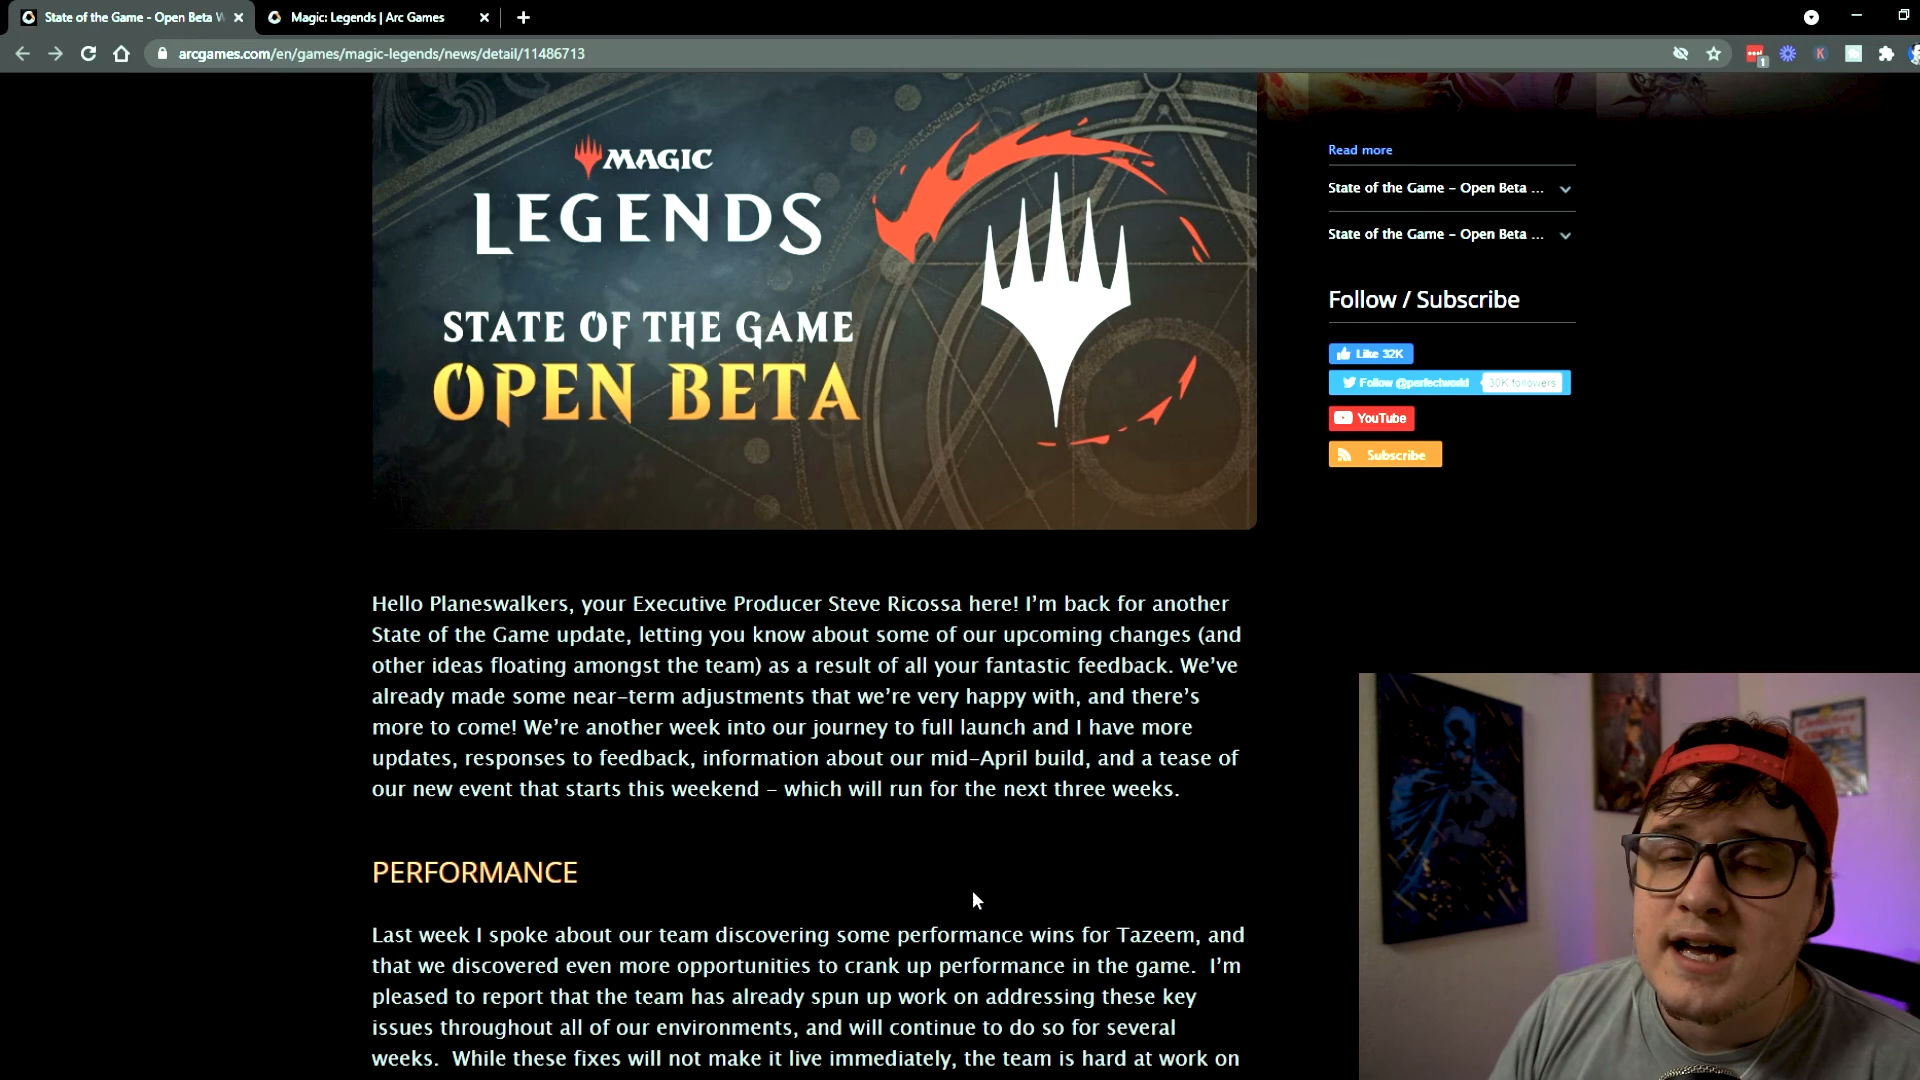 State of the Game - Open Beta
Magic: Legends | Arc Games
arcgames.com/en/games/magic-legends/news/detail/11486713
1
K
MAGIC
LEGENDS
STATE OF THE GAME
OPEN BETA
Read more
State of the Game - Open Beta ...
State of the Game - Open Beta ...
Follow / Subscribe
Like 32K
Follow @perfectworld
30K followers
YouTube
Subscribe
Hello Planeswalkers, your Executive Producer Steve Ricossa here! I'm back for another
State of the Game update, letting you know about some of our upcoming changes (and
other ideas floating amongst the team) as a result of all your fantastic feedback. We've
already made some near-term adjustments that we're very happy with, and there's
more to come! We're another week into our journey to full launch and I have more
updates, responses to feedback, information about our mid-April build, and a tease of
our new event that starts this weekend – which will run for the next three weeks.
PERFORMANCE
Last week I spoke about our team discovering some performance wins for Tazeem, and
that we discovered even more opportunities to crank up performance in the game. I'm
pleased to report that the team has already spun up work on addressing these key
issues throughout all of our environments, and will continue to do so for several
weeks. While these fixes will not make it live immediately, the team is hard at work on